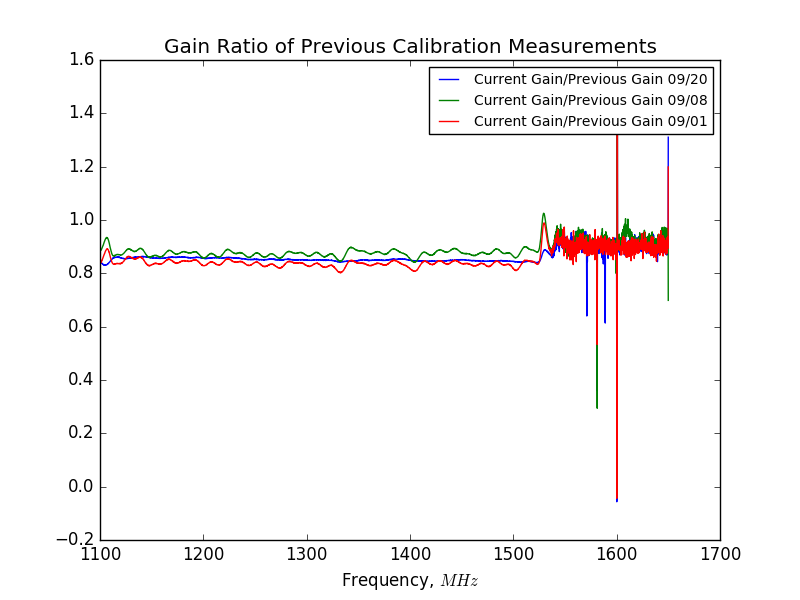 Gain Ratio of Previous Calibration Measurements
Current Gain/Previous Gain 09/20
Current Gain/Previous Gain 09/08
Current Gain/Previous Gain 09/01
1.6
1.4
1.2
1.0
0.8
0.6
0.4
0.2
0.0
−0.2
1100 1200 1300 1400 1500 1600 1700
Frequency, MHz